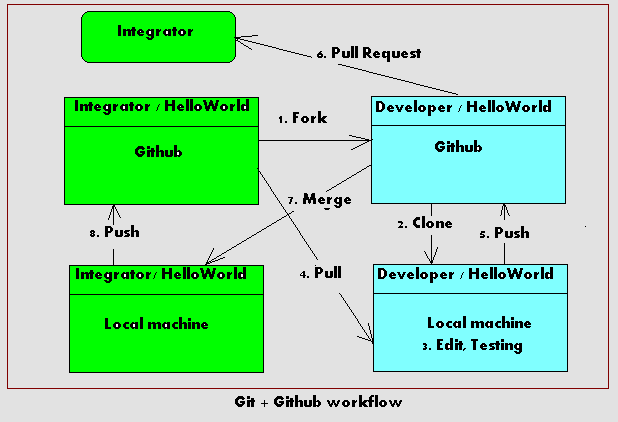 Integrator
6. Pull Request
Integrator / HelloWorld
Github
1. Fork
Developer / HelloWorld
Github
7. Merge
8. Push
2. Clone
5. Push
4. Pull
Integrator/ HelloWorld
Local machine
Developer / HelloWorld
Local machine
3. Edit, Testing
Git + Github workflow